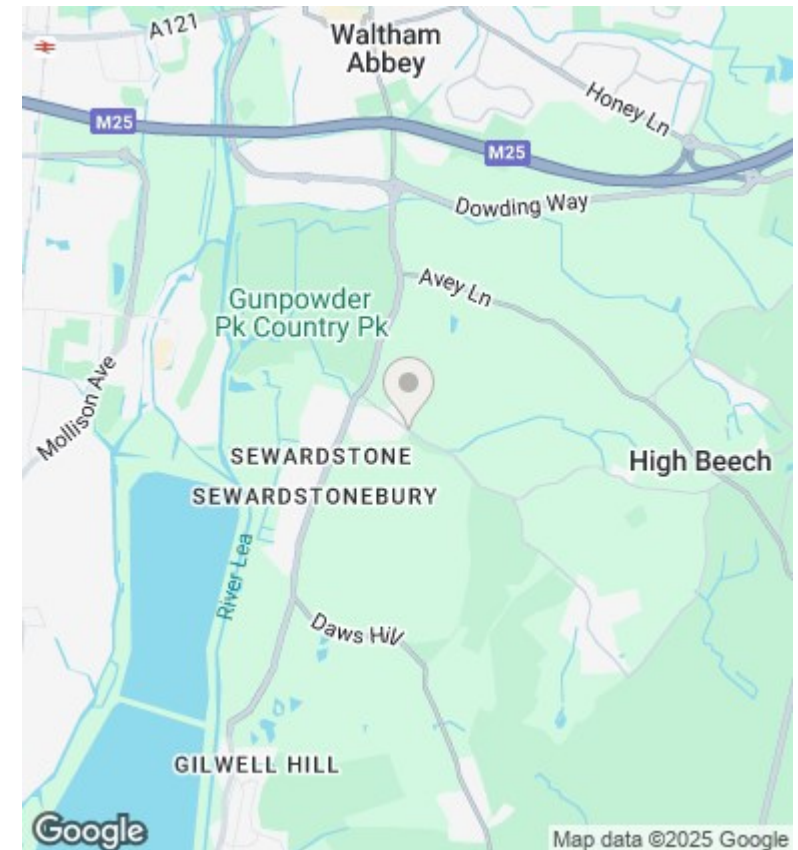 A121
Waltham
Abbey
Honey Ln
M25
M25
Dowding Way
Avey Ln
Gunpowder
Pk Country Pk
Mollison Ave
SEWARDSTONE
High Beech
SEWARDSTONEBURY
River Lea
Daws Hill
GILWELL HILL
Google
Map data ©2025 Google